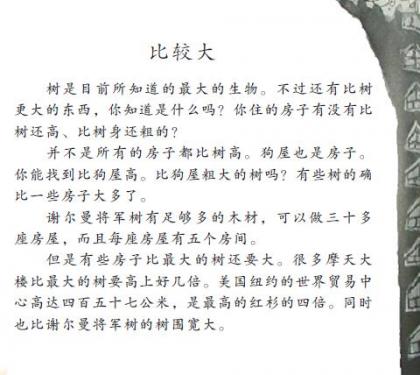 比较大
树是目前所知道的最大的生物。不过还有比树
更大的东西，你知道是什么吗？你住的房子有没有比
树还高、比树身还粗的？
并不是所有的房子都比树高。狗屋也是房子。
你能找到比狗屋高。比狗屋粗大的树吗？有些树的确
比一些房子大多了。
谢尔曼将军树有足够多的木材，可以做三十多
座房屋，而且每座房屋有五个房间。
但是有些房子比最大的树还要大。很多摩天大
楼比最大的树要高上好几倍。美国纽约的世界贸易中
心高达四百五十七公米，是最高的红杉的四倍。同时
也比谢尔曼将军树的树围宽大。